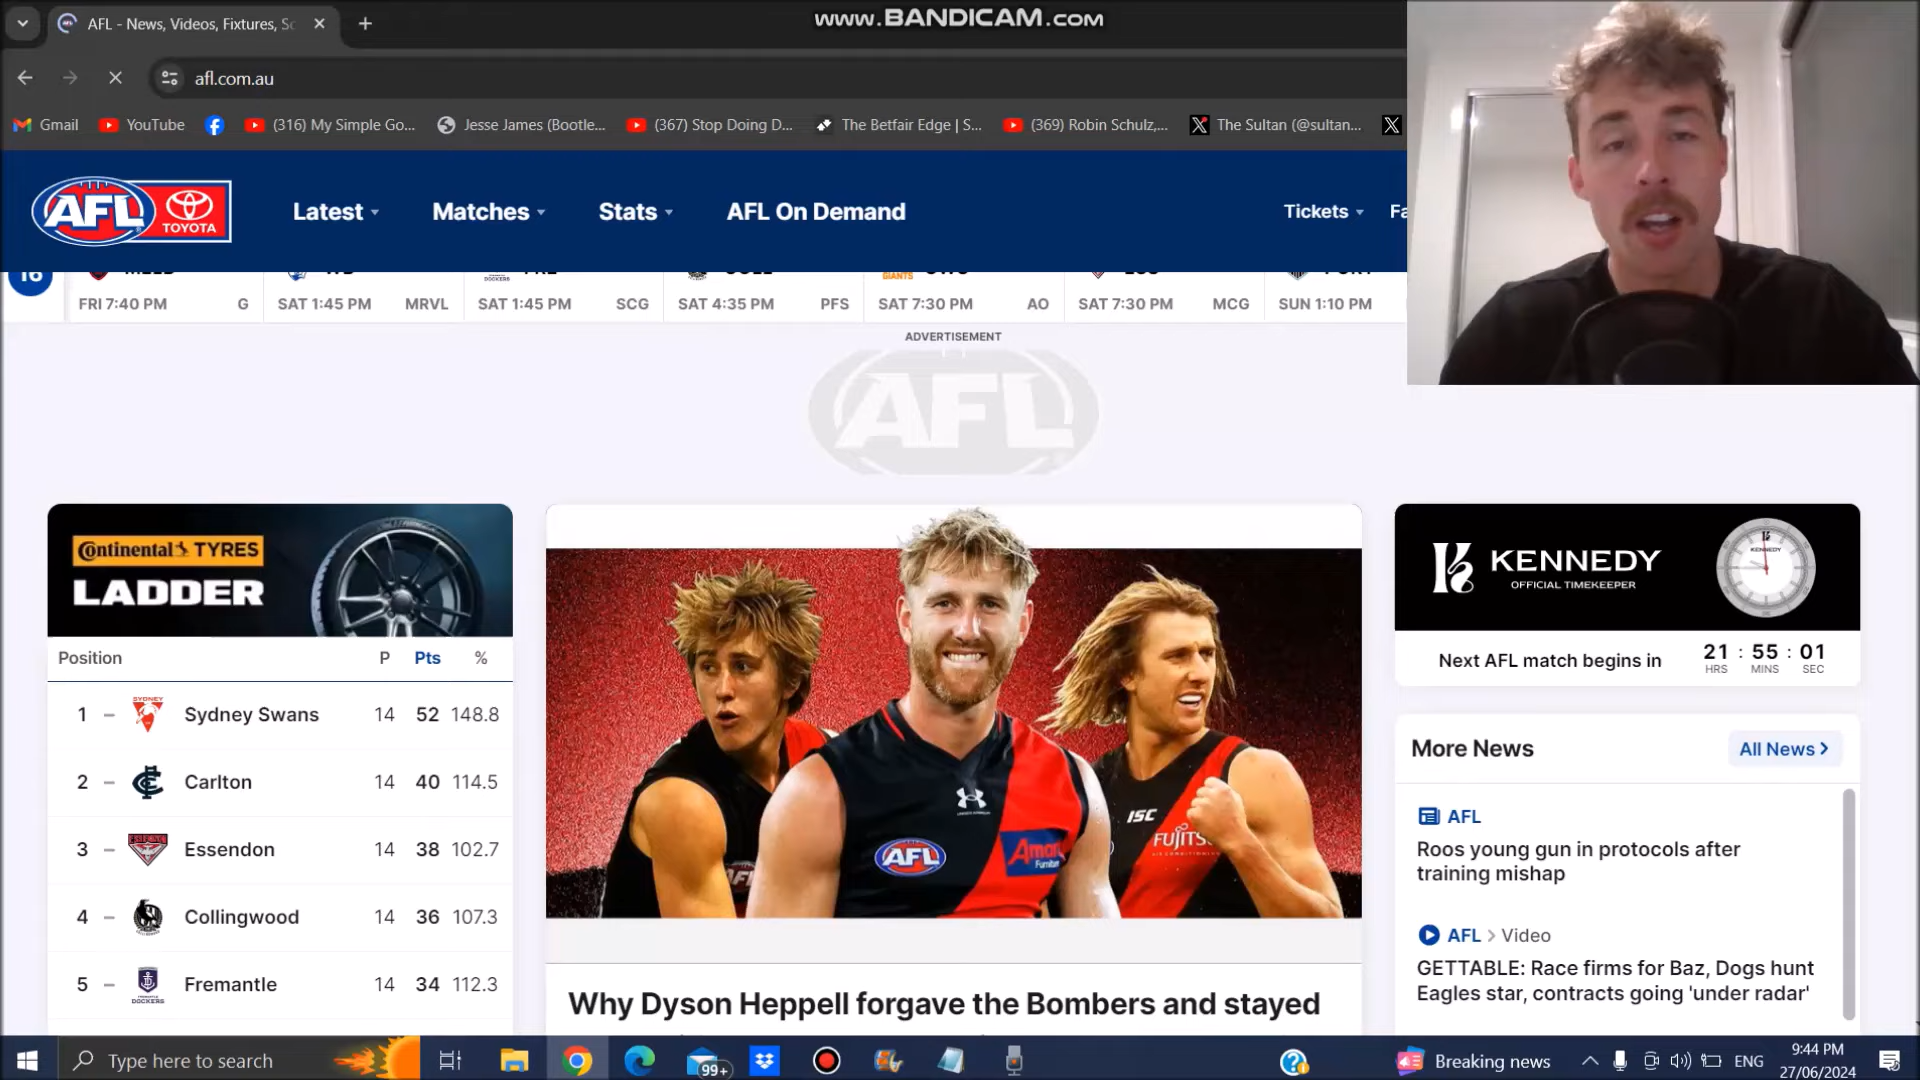 AFL - News, Videos, Fixtures, Sc
www.BANDICAM.com
afl.com.au
Gmail
YouTube
(316) My Simple Go...
Jesse James (Bootle...
(367) Stop Doing D...
The Betfair Edge | S...
(369) Robin Schulz,...
The Sultan (@sultan...
AFL
TOYOTA
Latest
Matches
Stats
AFL On Demand
Tickets
Fa
16
FRI 7:40 PM G
SAT 1:45 PM MRVL
SAT 1:45 PM SCG
SAT 4:35 PM PFS
SAT 7:30 PM AO
SAT 7:30 PM MCG
SUN 1:10 PM
ADVERTISEMENT
AFL
Continental TYRES
LADDER
Position P Pts %
1 – Sydney Swans 14 52 148.8
2 – Carlton 14 40 114.5
3 – Essendon 14 38 102.7
4 – Collingwood 14 36 107.3
5 – Fremantle 14 34 112.3
ISC
AFL
Why Dyson Heppell forgave the Bombers and stayed
KENNEDY
OFFICIAL TIMEKEEPER
Next AFL match begins in
21 : 55 : 01
HRS MINS SEC
More News
All News
AFL
Roos young gun in protocols after
training mishap
AFL > Video
GETTABLE: Race firms for Baz, Dogs hunt
Eagles star, contracts going 'under radar'
Type here to search
99+
Breaking news
ENG
9:44 PM
27/06/2024